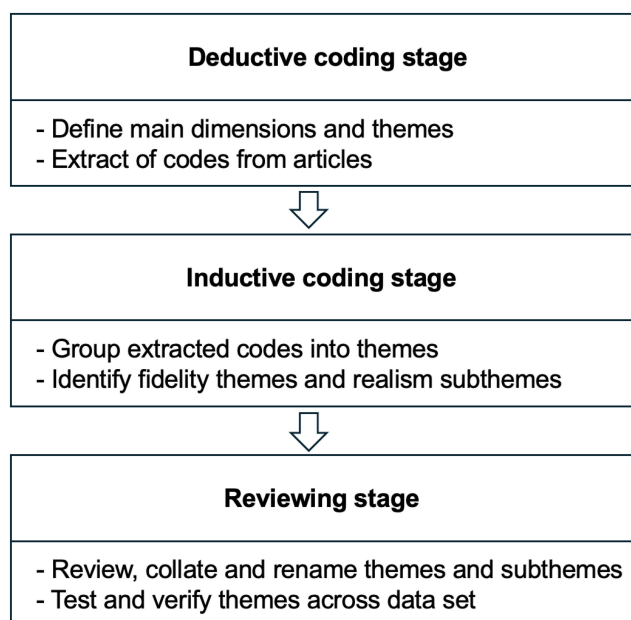 Deductive coding stage
- Define main dimensions and themes
- Extract of codes from articles
Inductive coding stage
- Group extracted codes into themes
- Identify fidelity themes and realism subthemes
Reviewing stage
- Review, collate and rename themes and subthemes
- Test and verify themes across data set